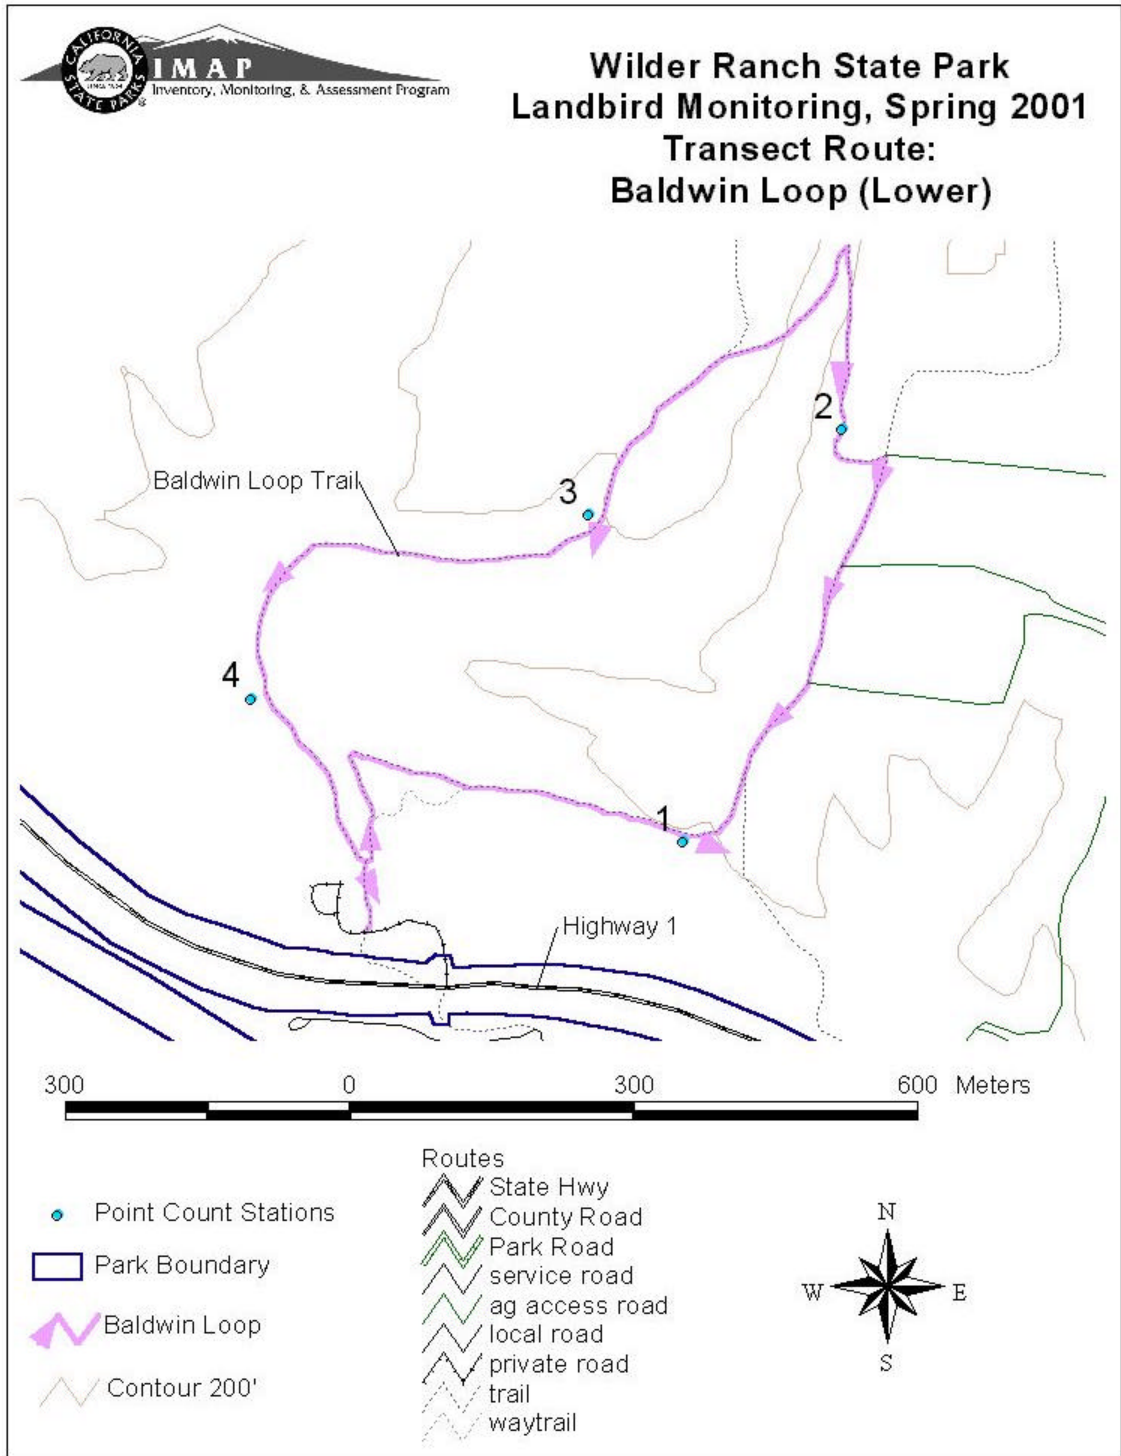 CALIFORNIA
STATE PARKS
IMAP
Inventory, Monitoring, & Assessment Program
Wilder Ranch State Park
Landbird Monitoring, Spring 2001
Transect Route:
Baldwin Loop (Lower)
2
Baldwin Loop Trail
3
4
1
Highway 1
300 0 300 600 Meters
Point Count Stations
Park Boundary
Baldwin Loop
Contour 200'
Routes
State Hwy
County Road
Park Road
service road
ag access road
local road
private road
trail
waytrail
N
W E
S